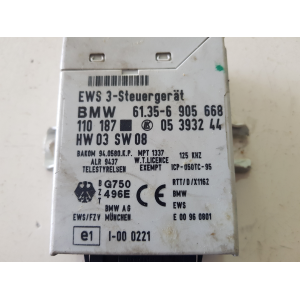 EWS 3-Steuergerät
BMW 61.35-6 905 668
110 187 05 3932 44
HW 03 SW 08
BAKOM 94.0580.K.P. MPT 1337 125 KHZ
ALR 9437 W.T.LICENCE
TELESTYRELSEN EXEMPT ICP-050TC-95
BZT G750 RTT/D/X1162
496E BMW
BMW AG EWS
EWS/FZV MÜNCHEN E 00 96 0001
e1 I-00 0221